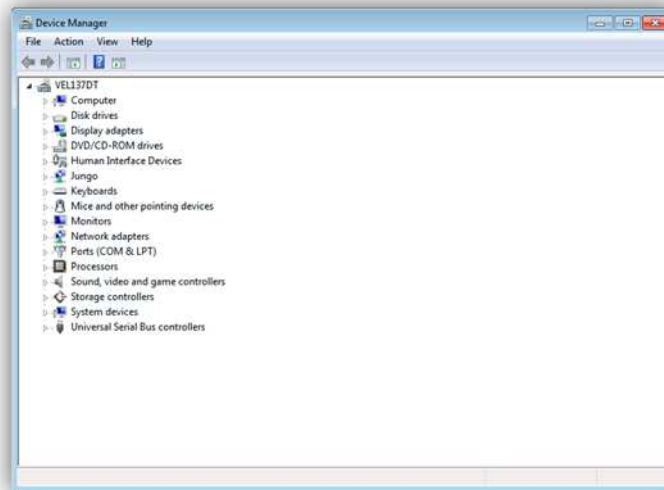 Device Manager
File Action View Help
VEL137DT
Computer
Disk drives
Display adapters
DVD/CD-ROM drives
Human Interface Devices
Jungo
Keyboards
Mice and other pointing devices
Monitors
Network adapters
Ports (COM & LPT)
Processors
Sound, video and game controllers
Storage controllers
System devices
Universal Serial Bus controllers